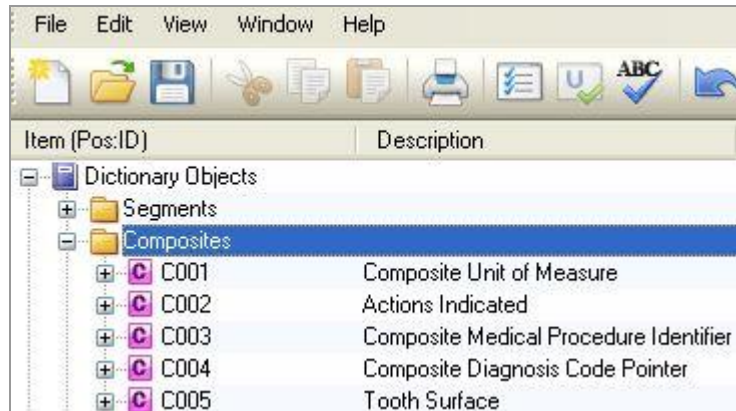 File Edit View Window Help
U ABC
Item (Pos:ID) Description
Dictionary Objects
Segments
Composites
C C001 Composite Unit of Measure
C C002 Actions Indicated
C C003 Composite Medical Procedure Identifier
C C004 Composite Diagnosis Code Pointer
C C005 Tooth Surface